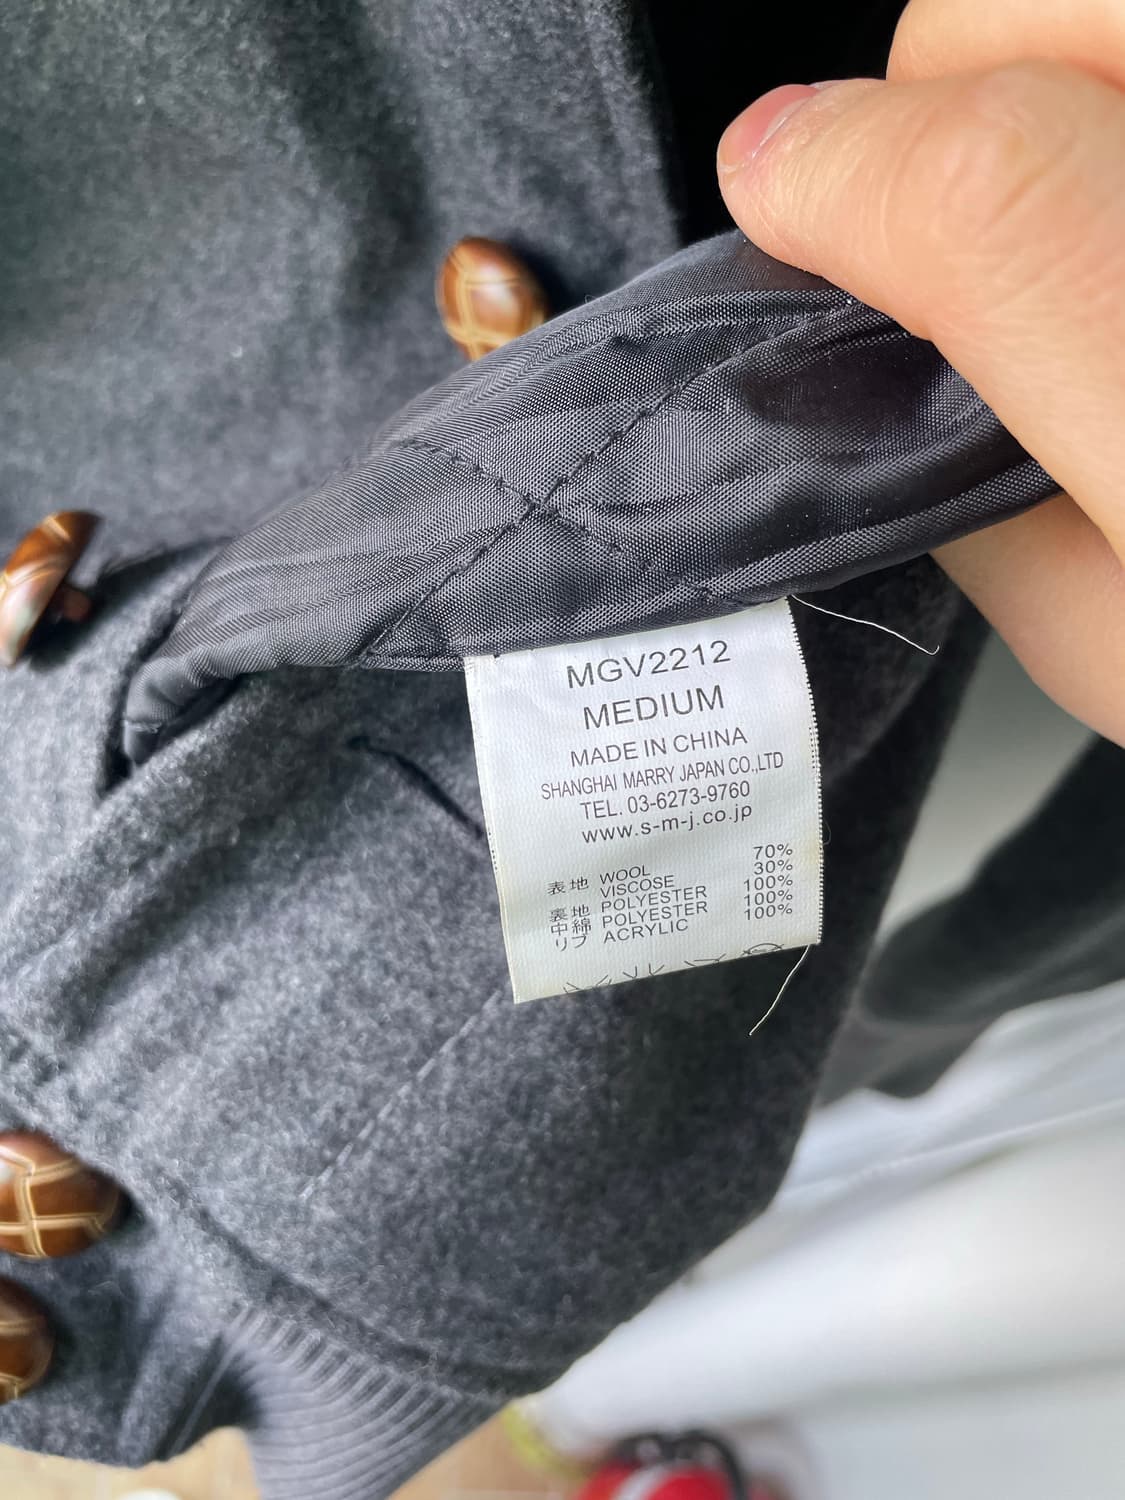 MGV2212
MEDIUM
MADE IN CHINA
SHANGHAI MARRY JAPAN CO.,LTD
TEL. 03-6273-9760
www.s-m-j.co.jp
表地 WOOL 70%
VISCOSE 30%
裏地 POLYESTER 100%
中綿 POLYESTER 100%
リブ ACRYLIC 100%